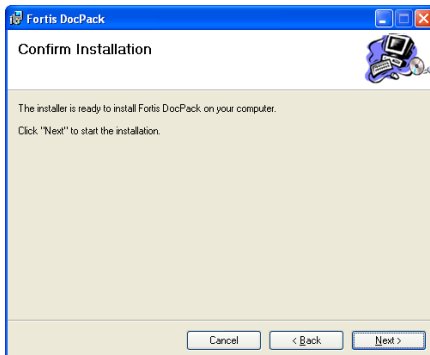 Fortis DocPack
Confirm Installation
The installer is ready to install Fortis DocPack on your computer.
Click "Next" to start the installation.
Cancel
< Back
Next >